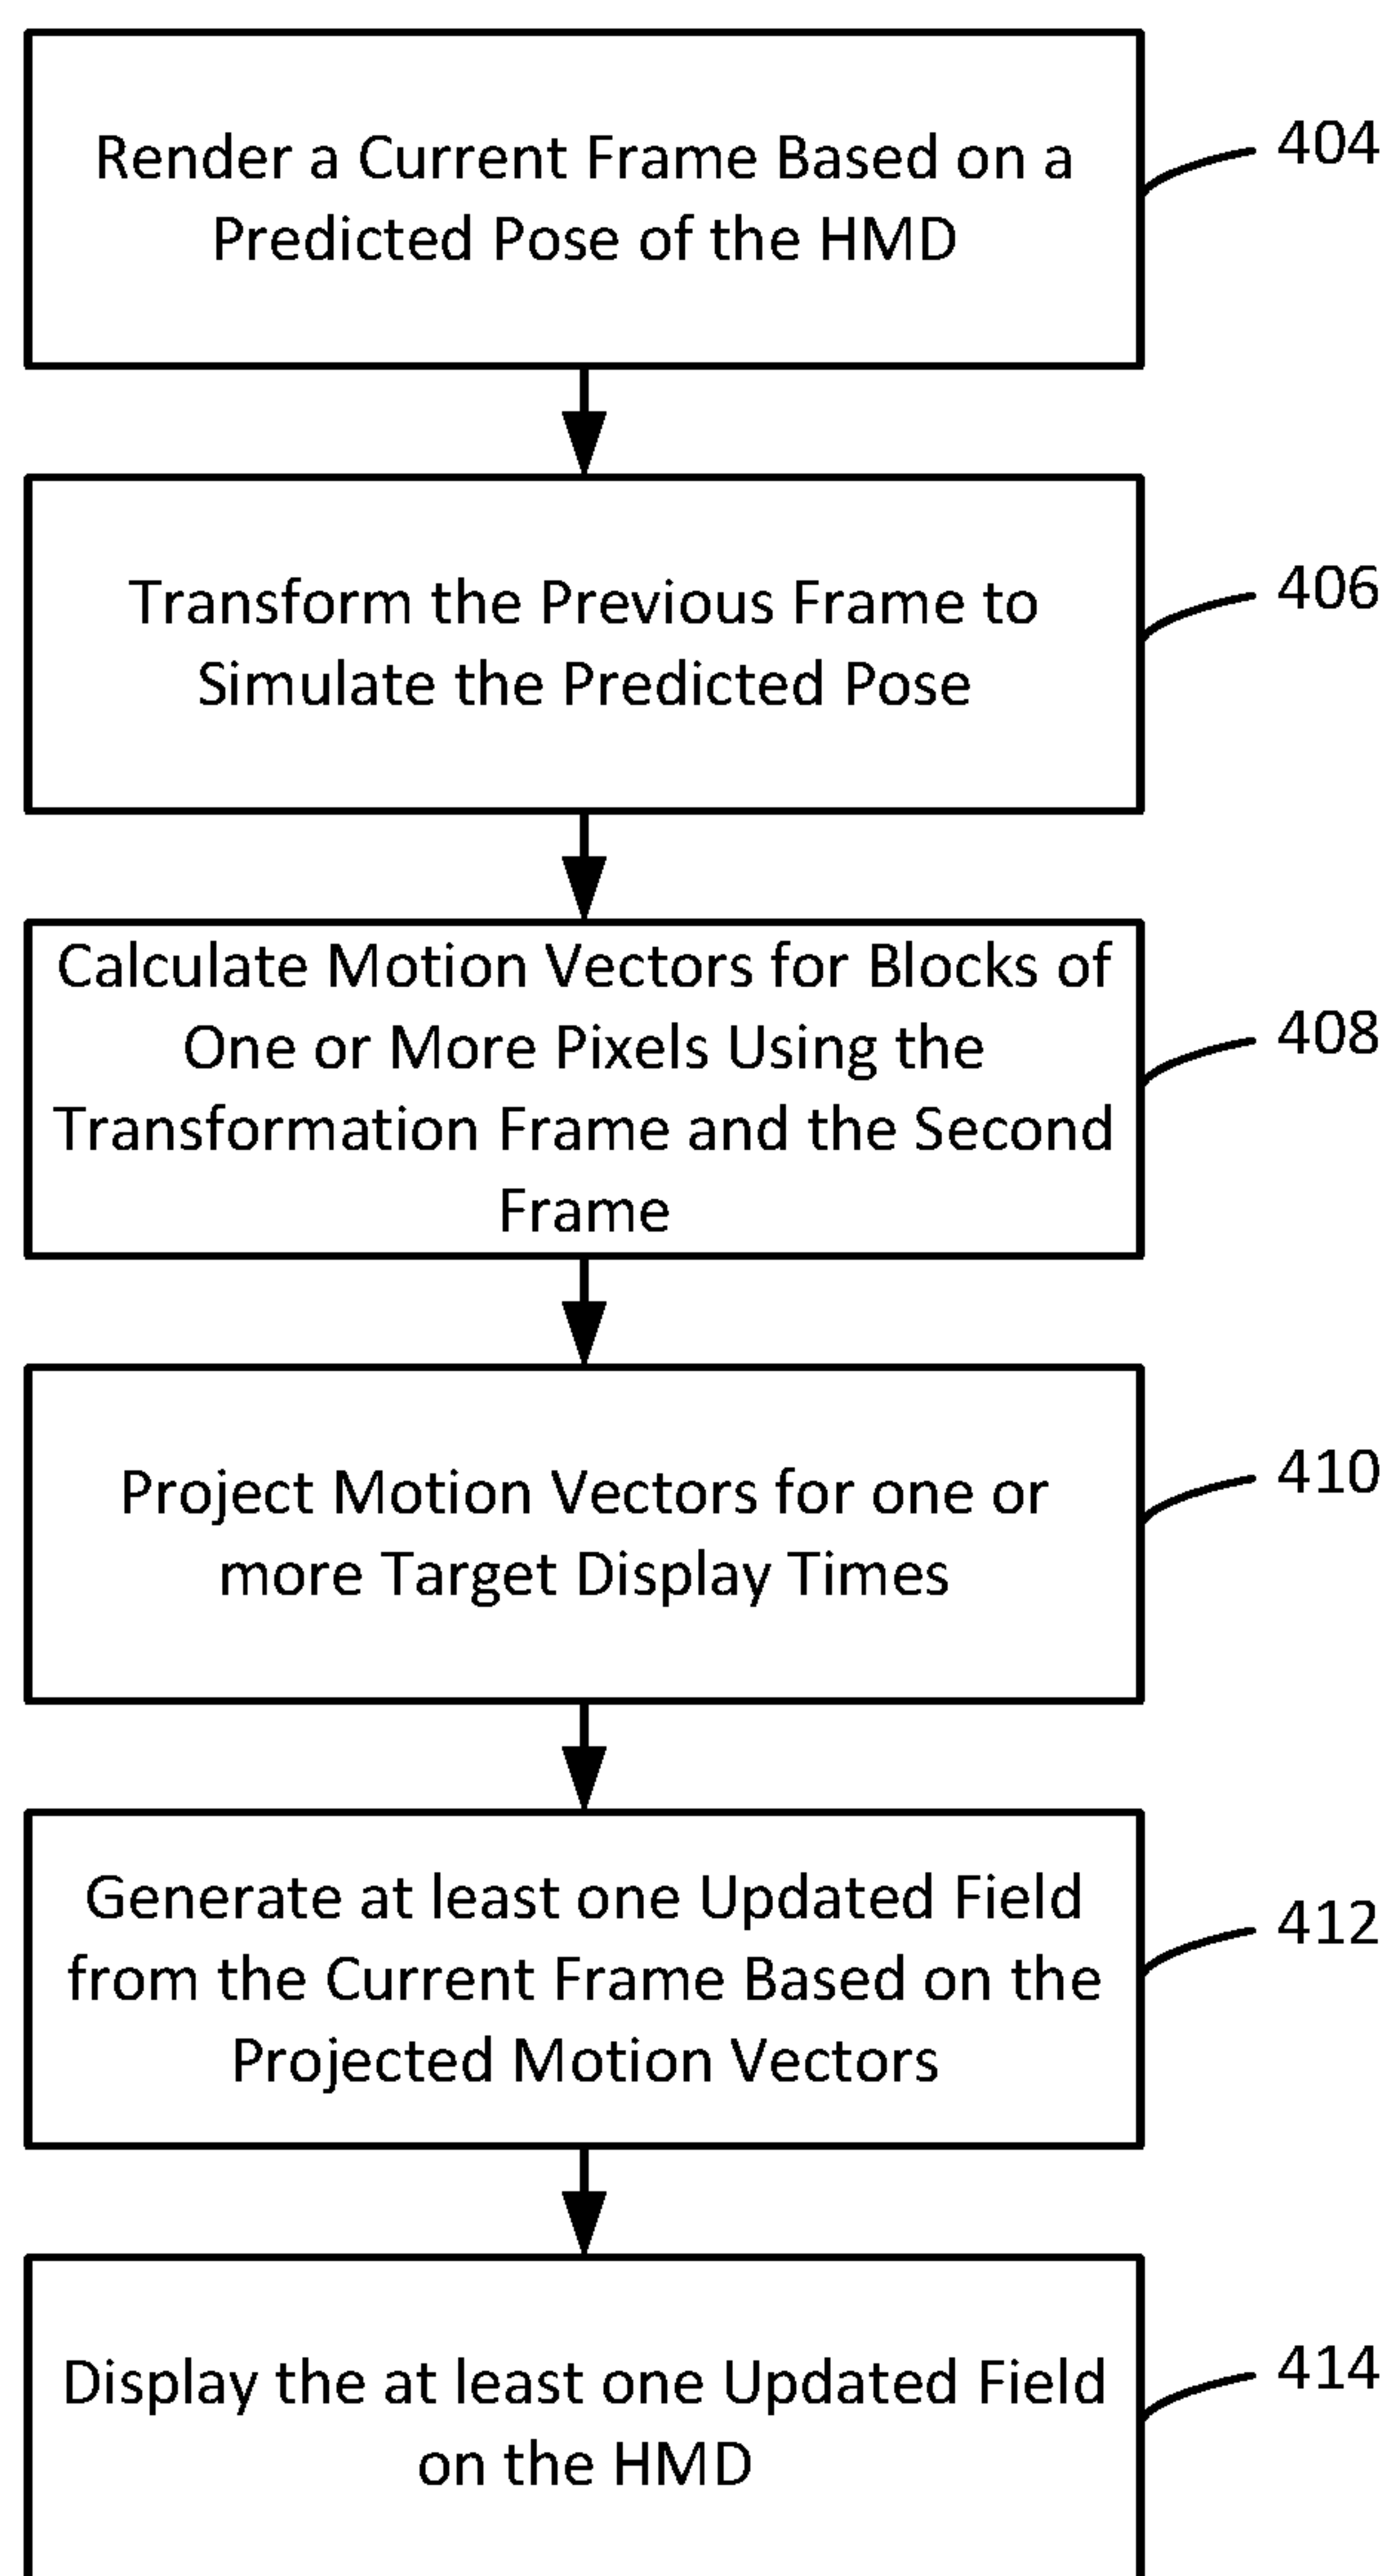 Render a Current Frame Based on a
Predicted Pose of the HMD
404
Transform the Previous Frame to
Simulate the Predicted Pose
406
Calculate Motion Vectors for Blocks of
One or More Pixels Using the
Transformation Frame and the Second
Frame
408
Project Motion Vectors for one or
more Target Display Times
410
Generate at least one Updated Field
from the Current Frame Based on the
Projected Motion Vectors
412
Display the at least one Updated Field
on the HMD
414